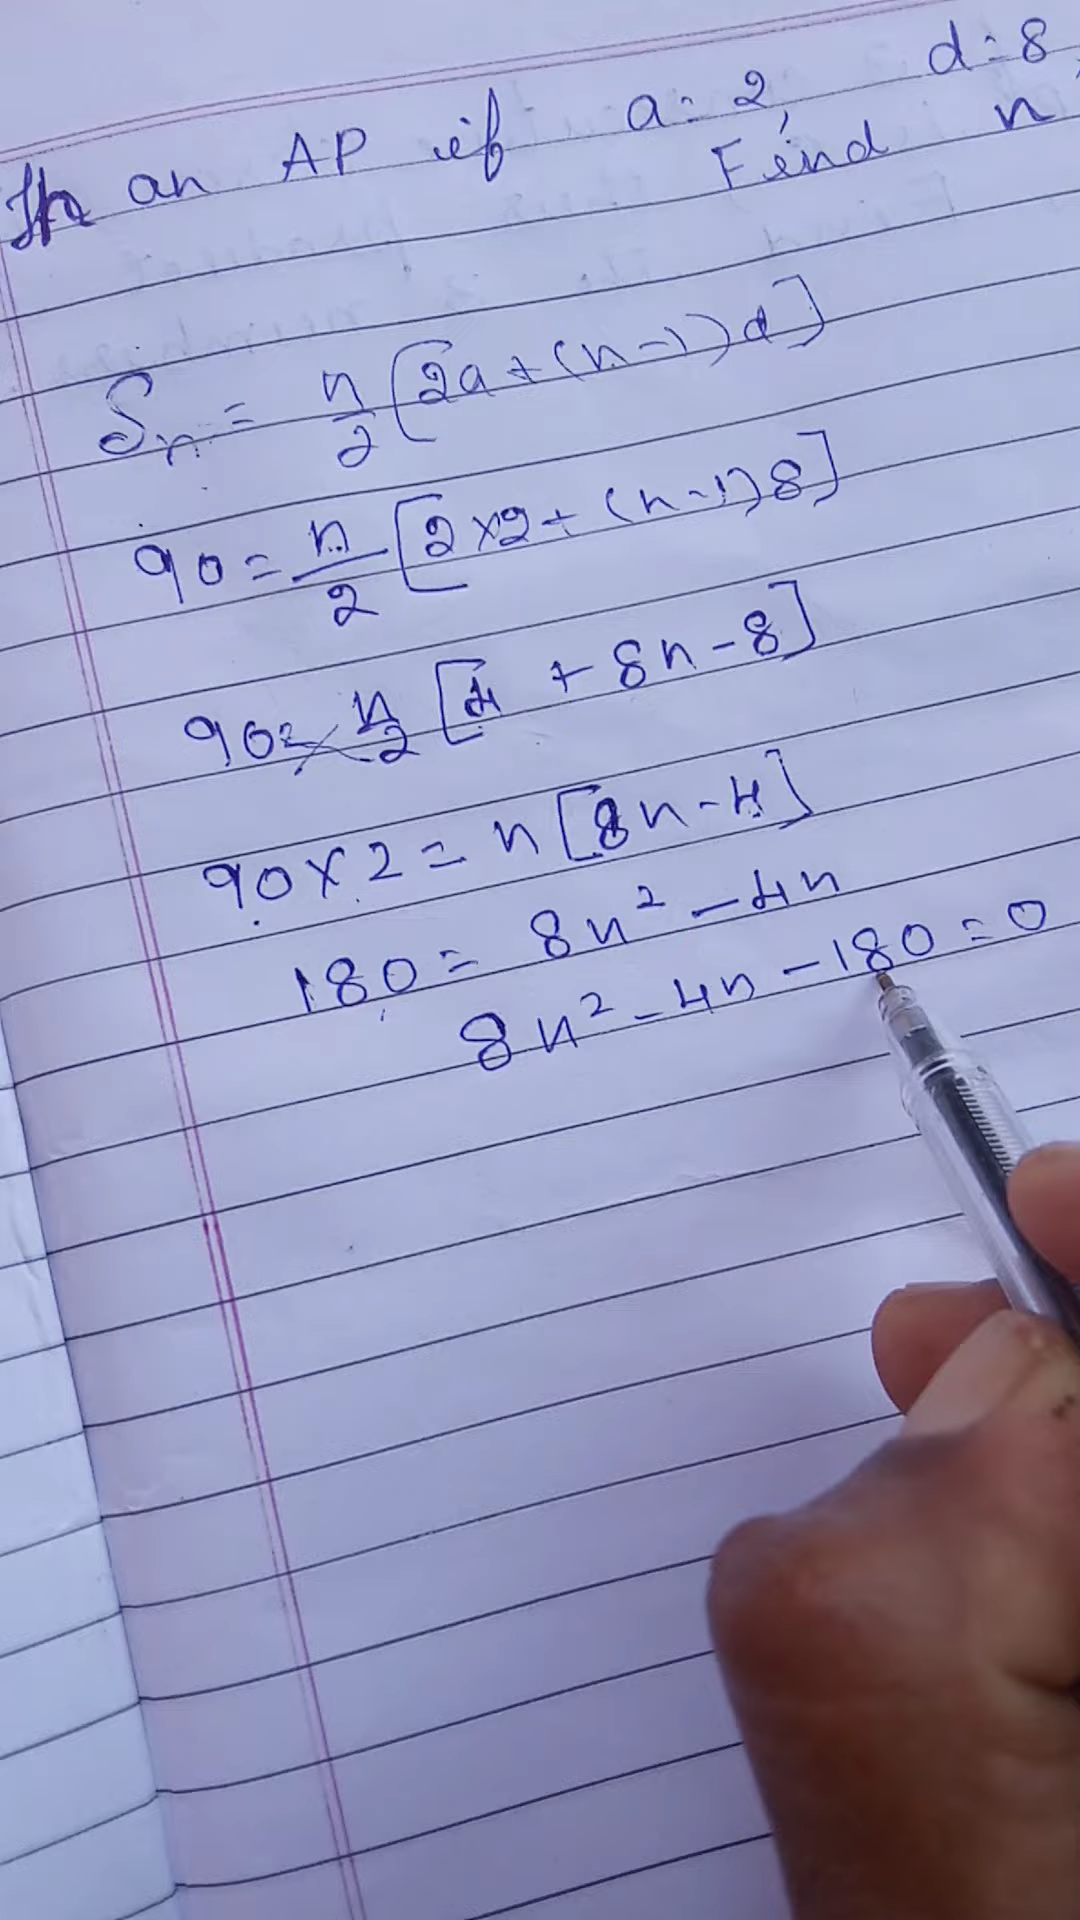 In an AP if a = 2, d = 8,
Find n
Sn = n/2 [2a + (n-1)d]
90 = n/2 [2×2 + (n-1)8]
90 = n/2 [4 + 8n - 8]
90 × 2 = n [8n - 4]
180 = 8n² - 4n
8n² - 4n - 180 = 0